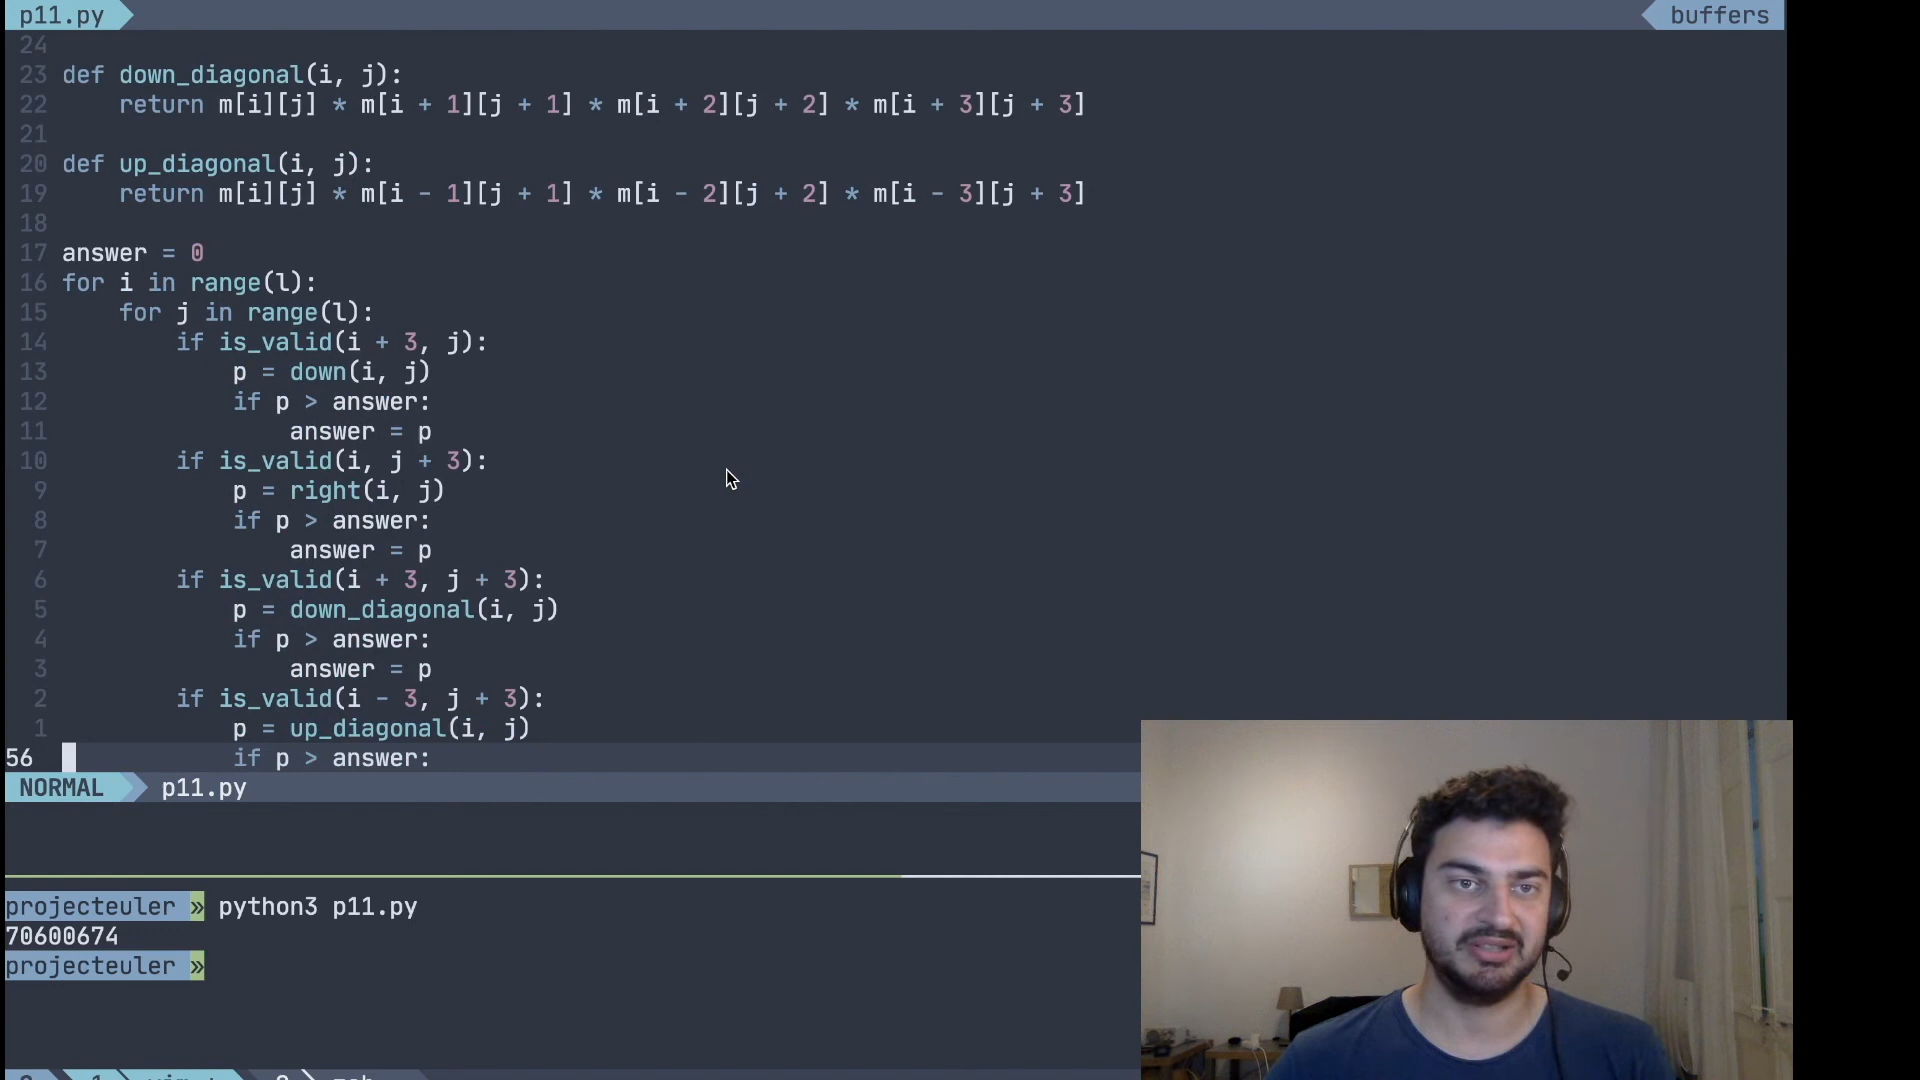 p11.py buffers
24
23 def down_diagonal(i, j):
22     return m[i][j] * m[i + 1][j + 1] * m[i + 2][j + 2] * m[i + 3][j + 3]
21
20 def up_diagonal(i, j):
19     return m[i][j] * m[i - 1][j + 1] * m[i - 2][j + 2] * m[i - 3][j + 3]
18
17 answer = 0
16 for i in range(l):
15     for j in range(l):
14         if is_valid(i + 3, j):
13             p = down(i, j)
12             if p > answer:
11                 answer = p
10         if is_valid(i, j + 3):
9             p = right(i, j)
8             if p > answer:
7                 answer = p
6         if is_valid(i + 3, j + 3):
5             p = down_diagonal(i, j)
4             if p > answer:
3                 answer = p
2         if is_valid(i - 3, j + 3):
1             p = up_diagonal(i, j)
56             if p > answer:
NORMAL p11.py
projecteuler » python3 p11.py
70600674
projecteuler »